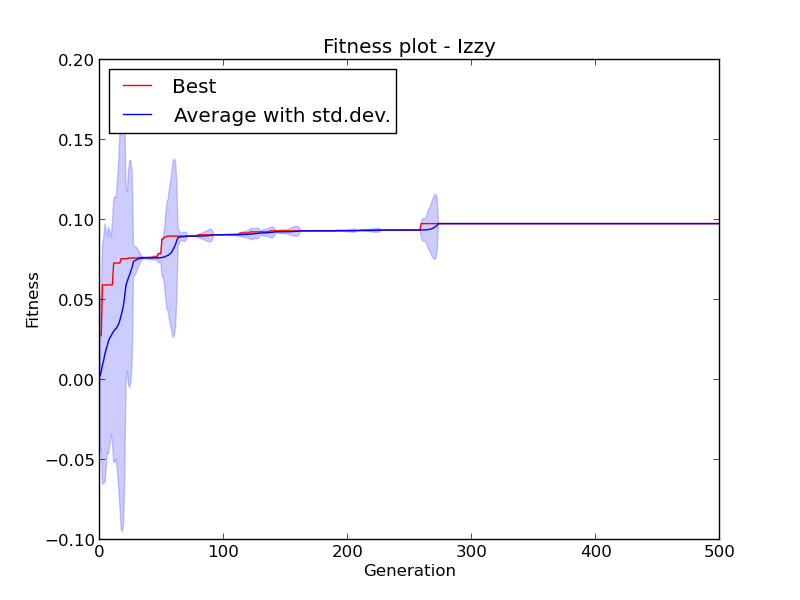 Fitness plot - Izzy
Best
Average with std.dev.
Fitness
0.20
0.15
0.10
0.05
0.00
−0.05
−0.10
0 100 200 300 400 500
Generation